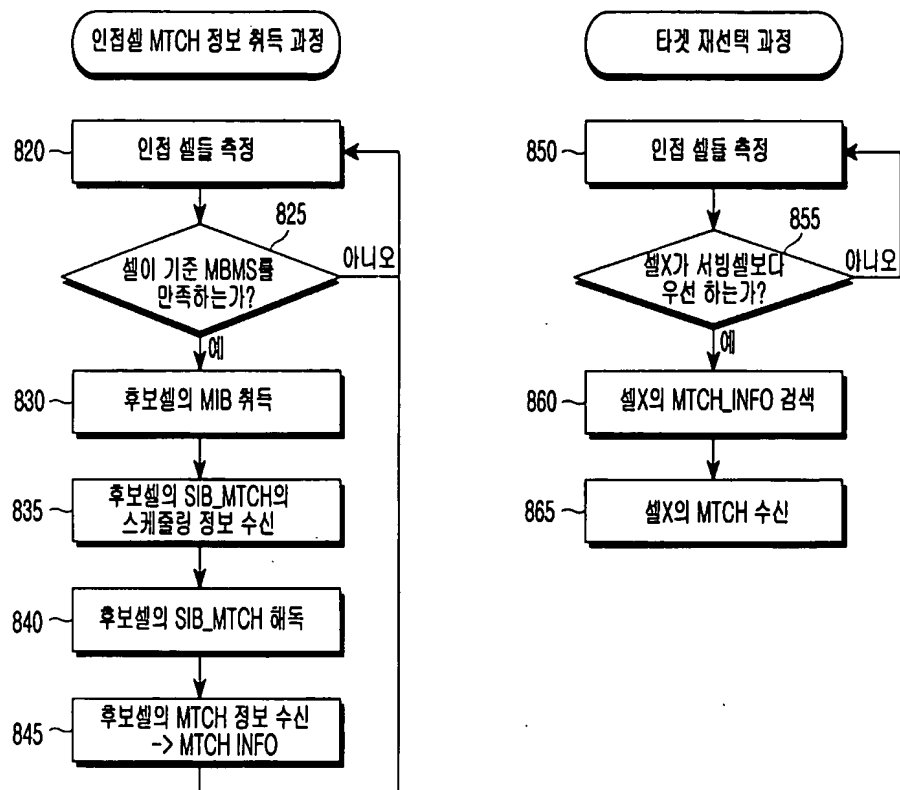 인접셀 MTCH 정보 취득 과정
820
인접 셀들 측정
825
셀이 기준 MBMS를
만족하는가?
아니오
예
830
후보셀의 MIB 취득
835
후보셀의 SIB_MTCH의
스케줄링 정보 수신
840
후보셀의 SIB_MTCH 해독
845
후보셀의 MTCH 정보 수신
-> MTCH INFO
타겟 재선택 과정
850
인접 셀들 측정
855
셀X가 서빙셀보다
우선 하는가?
아니오
예
860
셀X의 MTCH_INFO 검색
865
셀X의 MTCH 수신